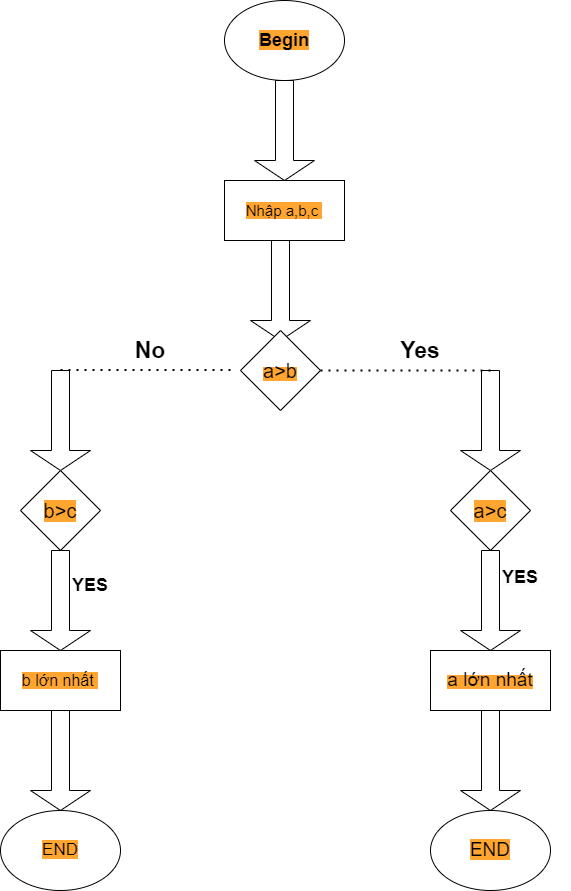 Begin
Nhập a,b,c
No
Yes
a>b
b>c
a>c
YES
YES
b lớn nhất
a lớn nhất
END
END